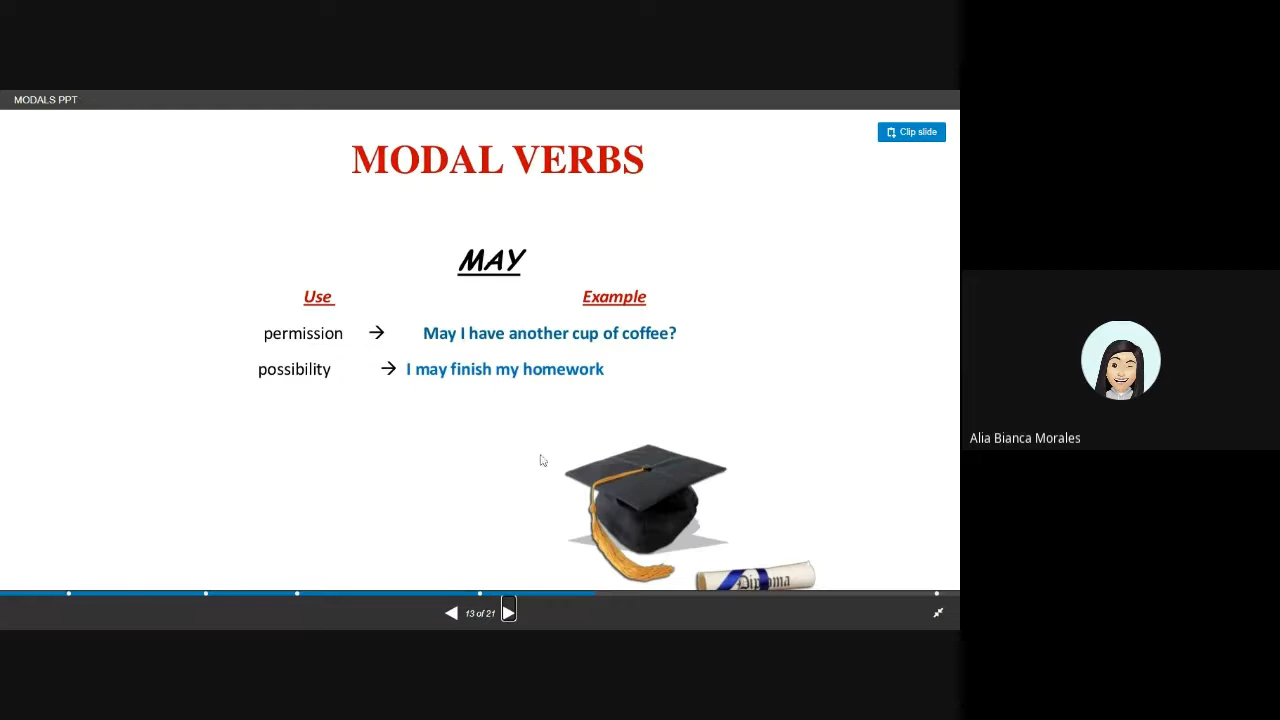 MODALS PPT
Clip slide
MODAL VERBS
MAY
Use Example
permission → May I have another cup of coffee?
possibility → I may finish my homework
Diploma
13 of 21
Alia Bianca Morales